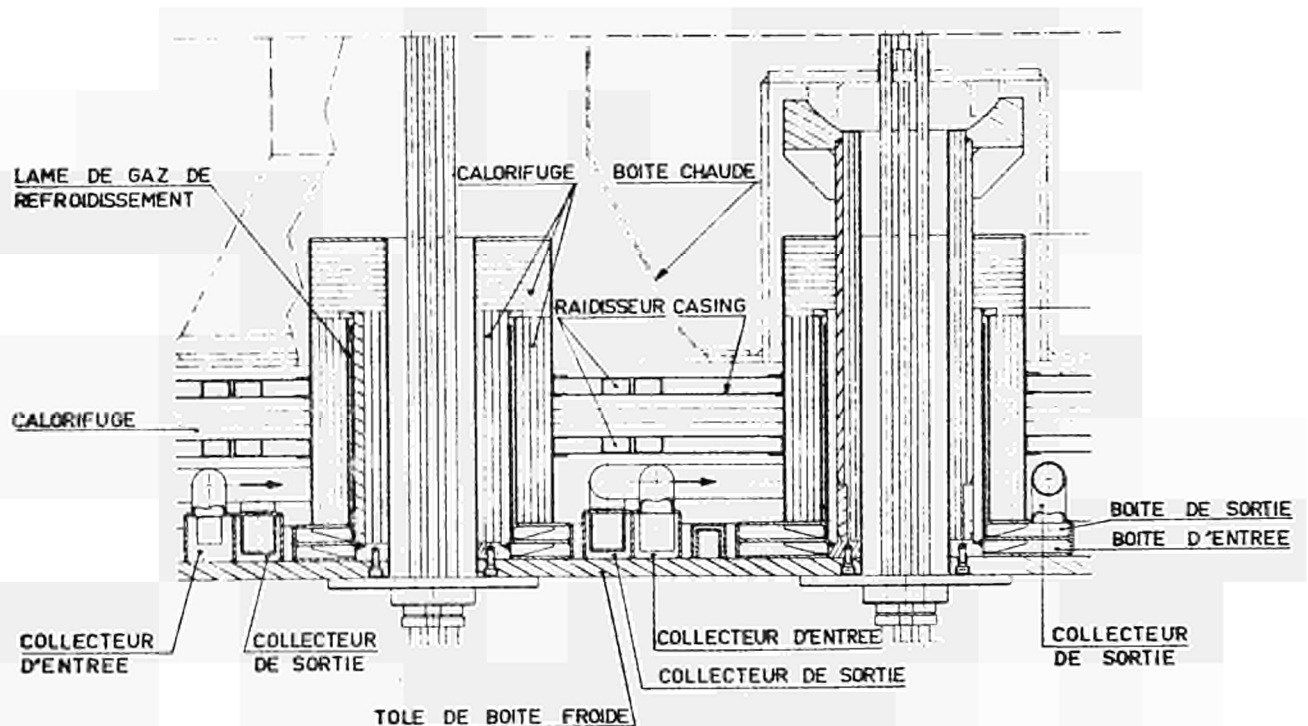 LAME DE GAZ DE
REFROIDISSEMENT
CALORIFUGE
BOITE CHAUDE
RAIDISSEUR CASING
CALORIFUGE
BOITE DE SORTIE
BOITE D'ENTREE
COLLECTEUR
D'ENTREE
COLLECTEUR
DE SORTIE
COLLECTEUR D'ENTREE
COLLECTEUR DE SORTIE
COLLECTEUR
DE SORTIE
TOLE DE BOITE FROIDE